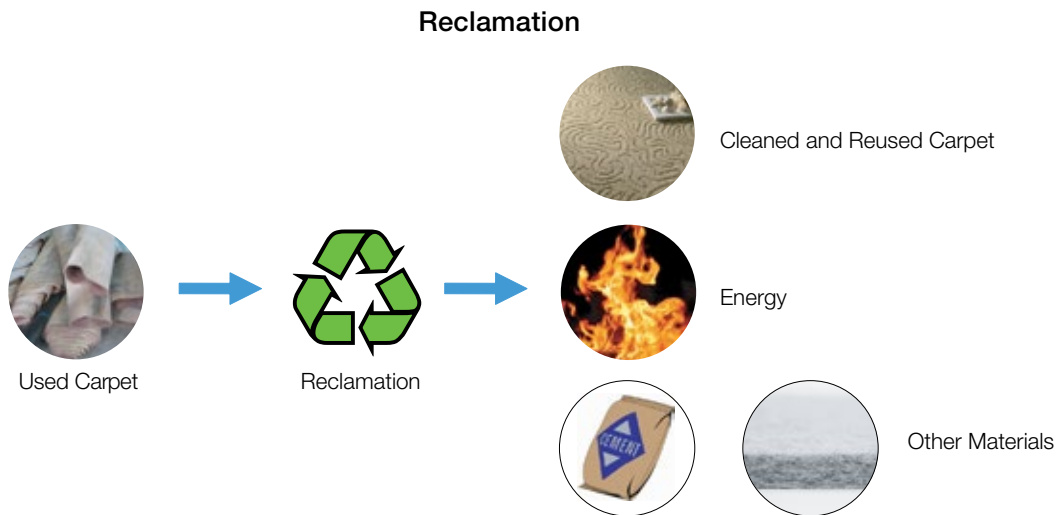 Reclamation
Cleaned and Reused Carpet
Energy
Used Carpet
Reclamation
CEMENT
Other Materials